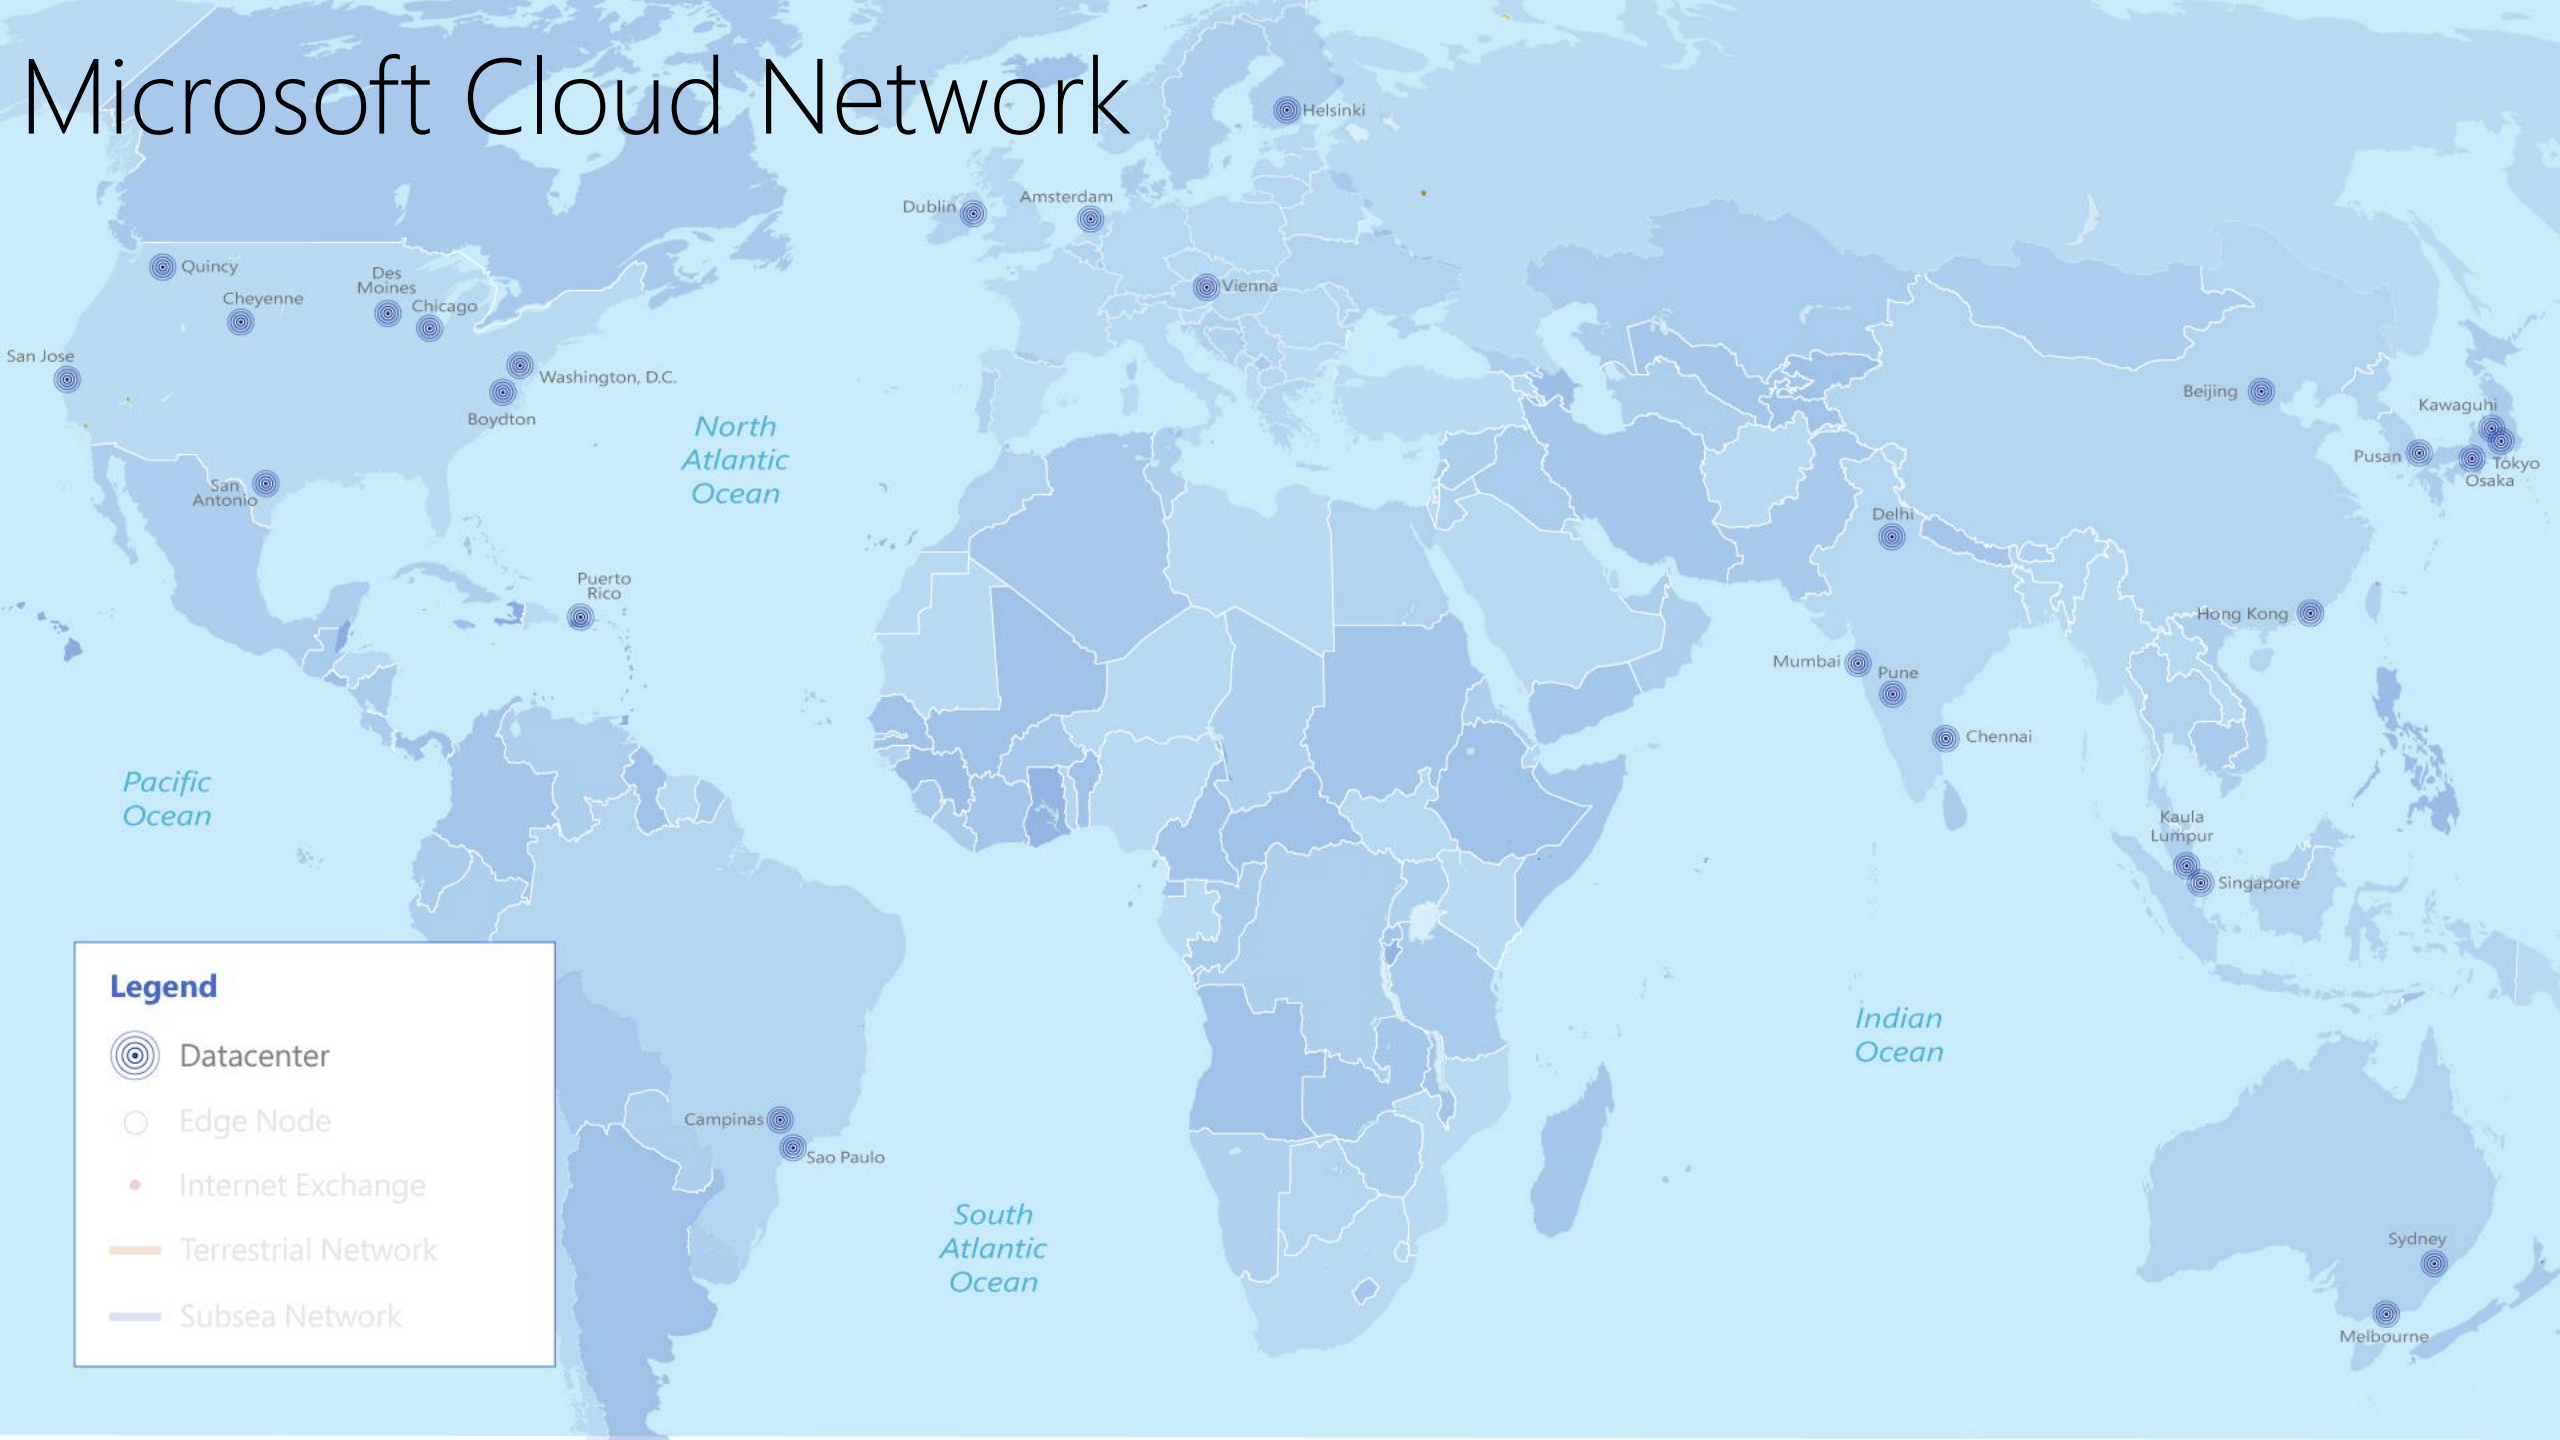 Microsoft Cloud Network
Helsinki
Dublin
Amsterdam
Vienna
Quincy
Cheyenne
Des
Moines
Chicago
San Jose
Washington, D.C.
Boydton
San
Antonio
North
Atlantic
Ocean
Puerto
Rico
Beijing
Kawaguhi
Pusan
Tokyo
Osaka
Delhi
Hong Kong
Mumbai
Pune
Chennai
Pacific
Ocean
Kaula
Lumpur
Singapore
Indian
Ocean
Campinas
Sao Paulo
South
Atlantic
Ocean
Sydney
Melbourne
Legend
Datacenter
Edge Node
Internet Exchange
Terrestrial Network
Subsea Network